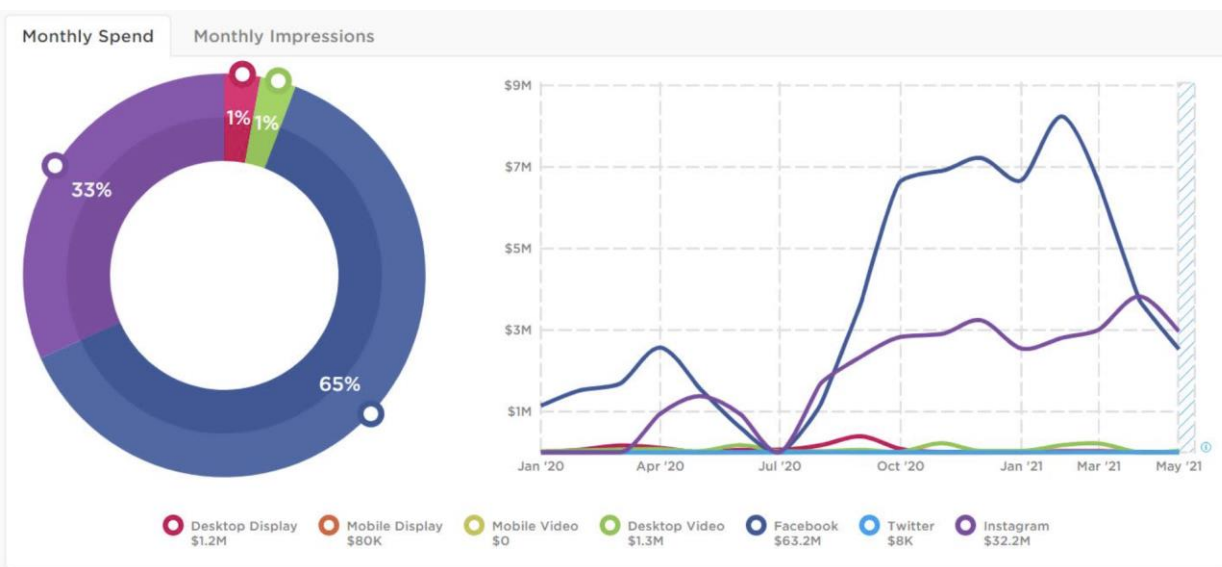 Monthly Spend
Monthly Impressions
1%
1%
33%
65%
$9M
$7M
$5M
$3M
$1M
Jan '20
Apr '20
Jul '20
Oct '20
Jan '21
Mar '21
May '21
Desktop Display
$1.2M
Mobile Display
$80K
Mobile Video
$0
Desktop Video
$1.3M
Facebook
$63.2M
Twitter
$8K
Instagram
$32.2M